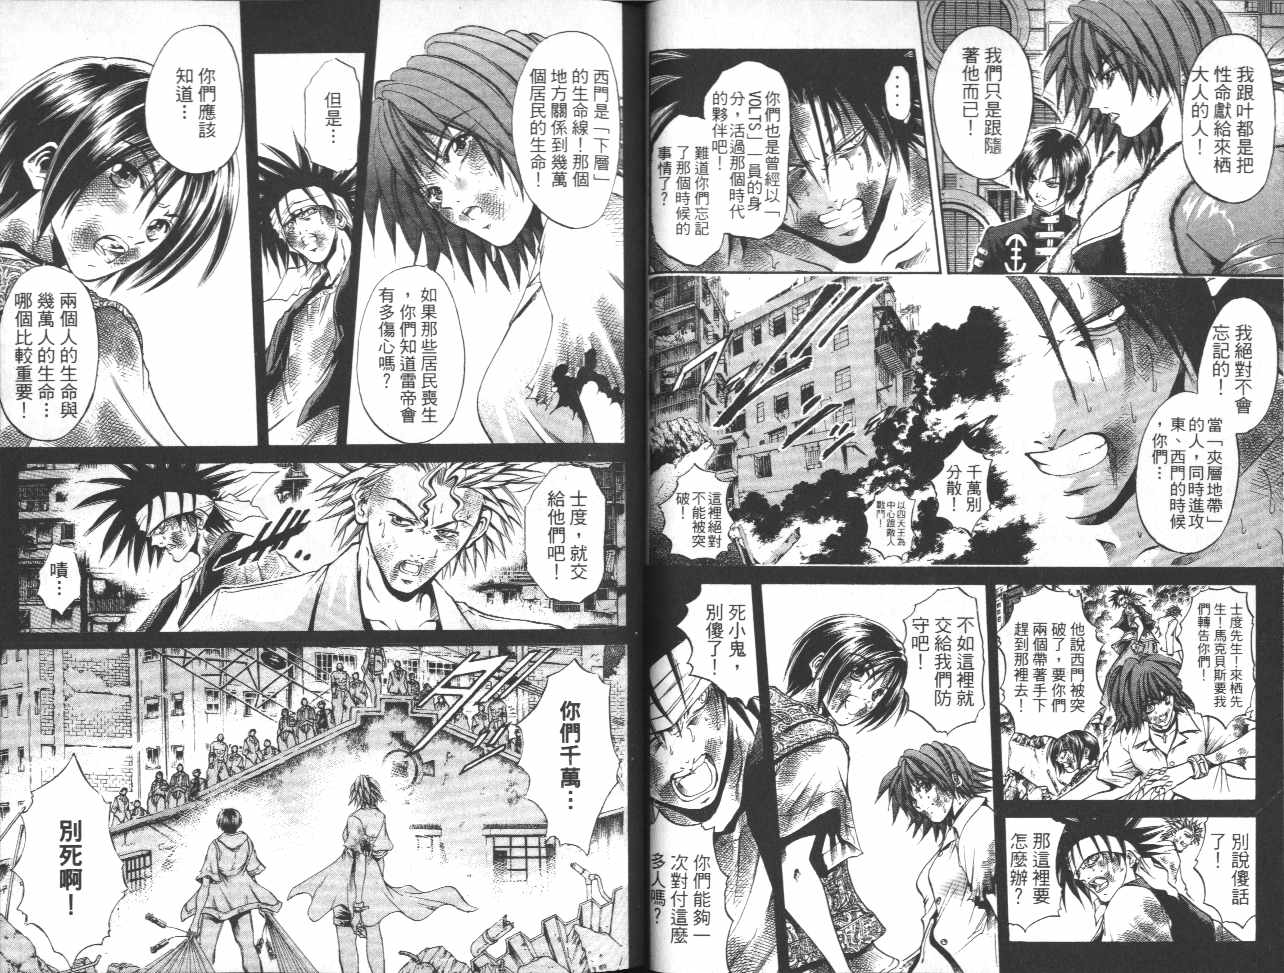 我跟叶都是把
性命獻給來栖
大人的人！
我們只是跟隨
著他而已！
．．．．
你們也是曾經以「
VOLTS」一員的身
分，活過那個時代
的夥伴吧！
難道你們忘記
了那個時候的
事情了？
我絕對不會
忘記的！
當「夾層地帶」
的人，同時進攻
東、西門的時候
，你們…
千萬別
分散！
以四天王為
中心跟敵人
戰鬥！
這裡絕對
不能被突
破！
士度先生！來栖先
生！馬克貝斯要我
們轉告你們！
他說西門被突
破了，要你們
兩個帶著手下
趕到那裡去！
別說傻話
了！
那這裡要
怎麼辦？
不如這裡就
交給我們防
守吧！
死小鬼，
別傻了！
你們能夠一
次對付這麼
多人嗎？
西門是「下層」
的生命線！那個
地方關係到幾萬
個居民的生命！
如果那些居民喪生
，你們知道雷帝會
有多傷心嗎？
但是…
你們應該
知道…
兩個人的生命與
幾萬人的生命…
哪個比較重要！
士度，就交
給他們吧！
嘖…
你們千萬…
別死啊！